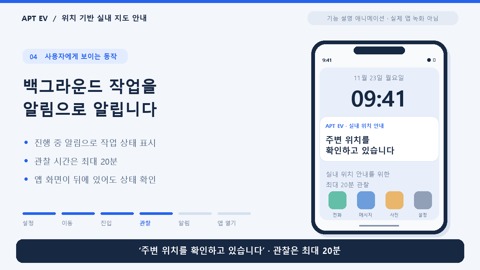 APT EV / 위치 기반 실내 지도 안내
기능 설명 애니메이션 · 실제 앱 녹화 아님
04 사용자에게 보이는 동작
백그라운드 작업을
알림으로 알립니다
진행 중 알림으로 작업 상태 표시
관찰 시간은 최대 20분
앱 화면이 뒤에 있어도 상태 확인
설정
이동
진입
관찰
알림
앱 열기
9:41
11월 23일 월요일
09:41
APT EV · 실내 위치 안내
주변 위치를
확인하고 있습니다
실내 위치 안내를 위한
최대 20분 관찰
전화
메시지
사진
설정
‘주변 위치를 확인하고 있습니다’ · 관찰은 최대 20분